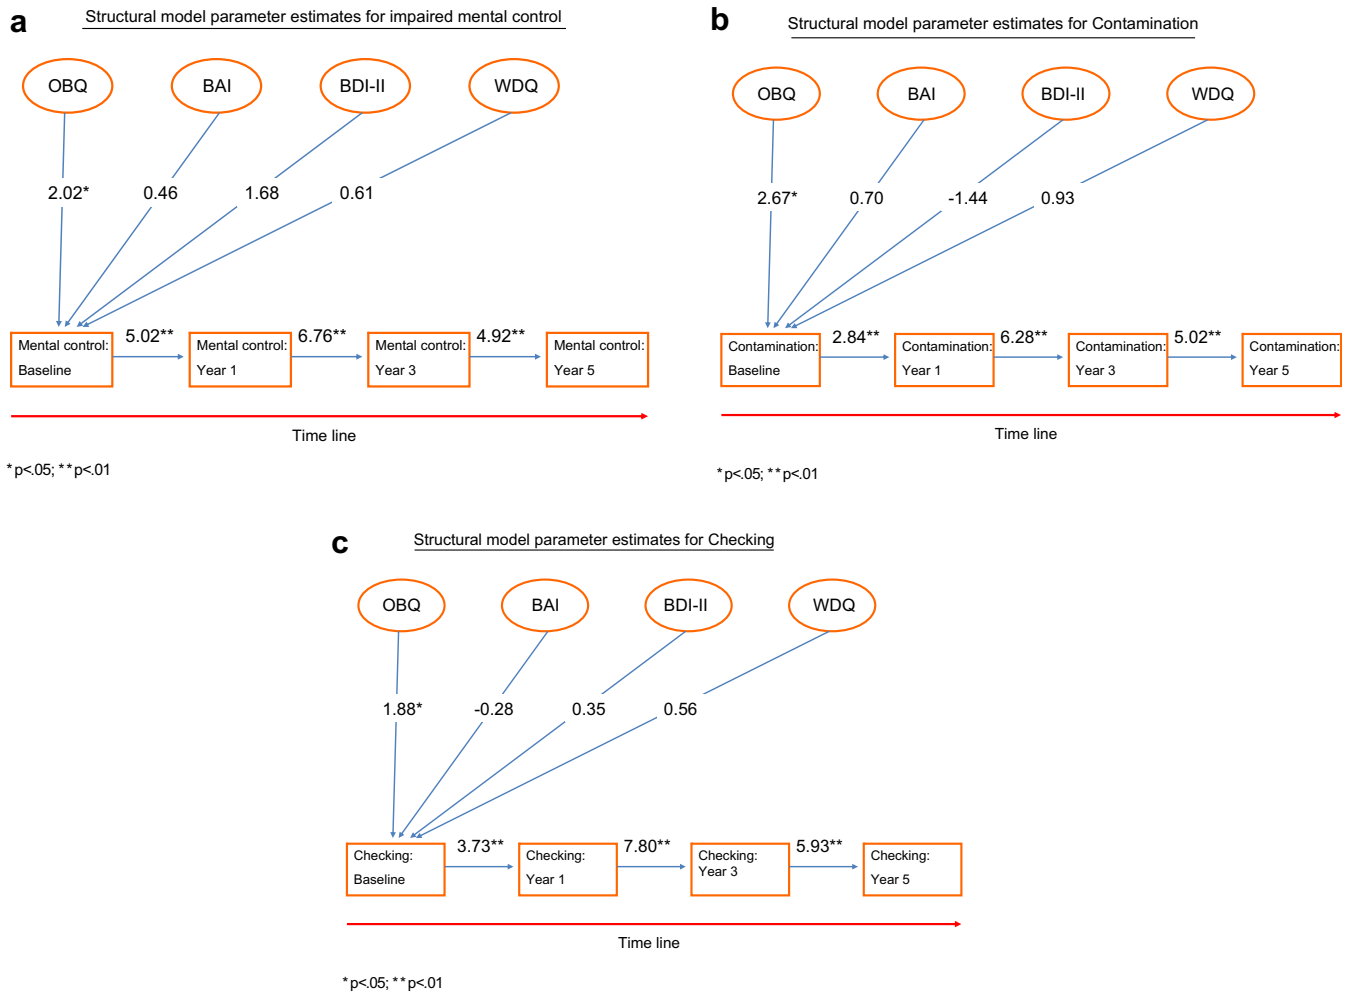 a
Structural model parameter estimates for impaired mental control
OBQ
BAI
BDI-II
WDQ
2.02*
0.46
1.68
0.61
Mental control:
Baseline
5.02**
Mental control:
Year 1
6.76**
Mental control:
Year 3
4.92**
Mental control:
Year 5
Time line
*p<.05; **p<.01
b
Structural model parameter estimates for Contamination
OBQ
BAI
BDI-II
WDQ
2.67*
0.70
-1.44
0.93
Contamination:
Baseline
2.84**
Contamination:
Year 1
6.28**
Contamination:
Year 3
5.02**
Contamination:
Year 5
Time line
*p<.05; **p<.01
c
Structural model parameter estimates for Checking
OBQ
BAI
BDI-II
WDQ
1.88*
-0.28
0.35
0.56
Checking:
Baseline
3.73**
Checking:
Year 1
7.80**
Checking:
Year 3
5.93**
Checking:
Year 5
Time line
*p<.05; **p<.01